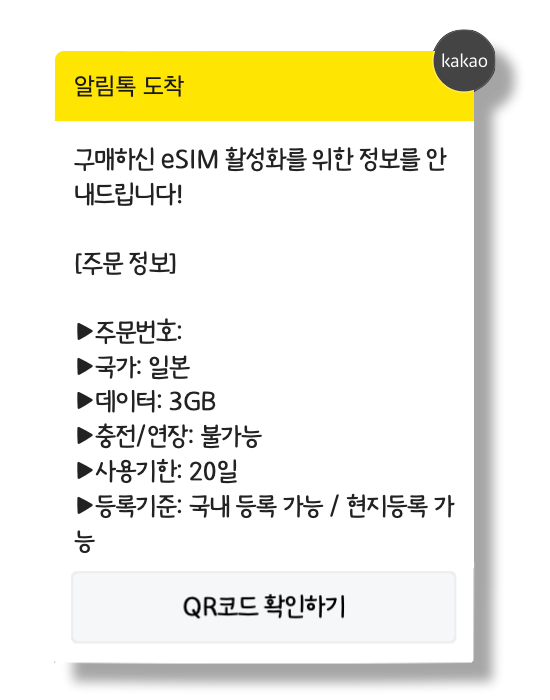 kakao
알림톡 도착
구매하신 eSIM 활성화를 위한 정보를 안
내드립니다!
[주문 정보]
▶주문번호:
▶국가: 일본
▶데이터: 3GB
▶충전/연장: 불가능
▶사용기한: 20일
▶등록기준: 국내 등록 가능 / 현지등록 가
능
QR코드 확인하기